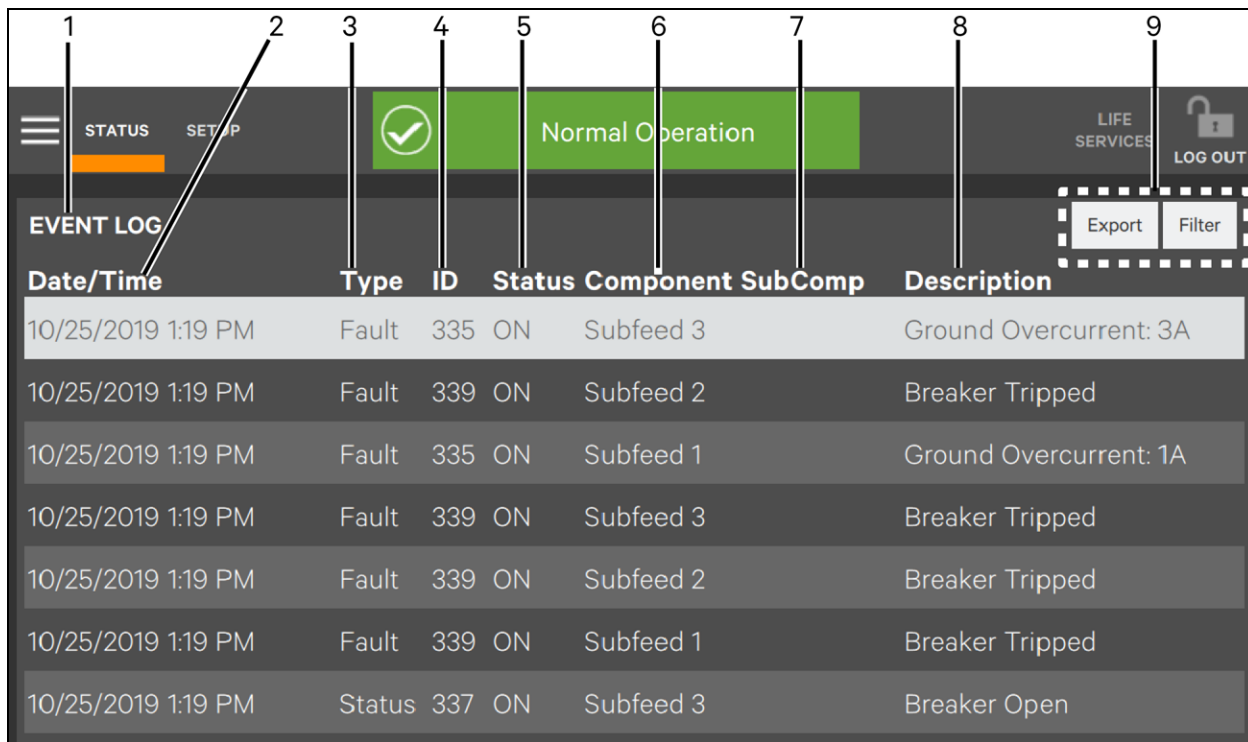 1 2 3 4 5 6 7 8 9
STATUS SETUP Normal Operation LIFE SERVICES LOG OUT
EVENT LOG Export Filter
Date/Time Type ID Status Component SubComp Description
10/25/2019 1:19 PM Fault 335 ON Subfeed 3 Ground Overcurrent: 3A
10/25/2019 1:19 PM Fault 339 ON Subfeed 2 Breaker Tripped
10/25/2019 1:19 PM Fault 335 ON Subfeed 1 Ground Overcurrent: 1A
10/25/2019 1:19 PM Fault 339 ON Subfeed 3 Breaker Tripped
10/25/2019 1:19 PM Fault 339 ON Subfeed 2 Breaker Tripped
10/25/2019 1:19 PM Fault 339 ON Subfeed 1 Breaker Tripped
10/25/2019 1:19 PM Status 337 ON Subfeed 3 Breaker Open